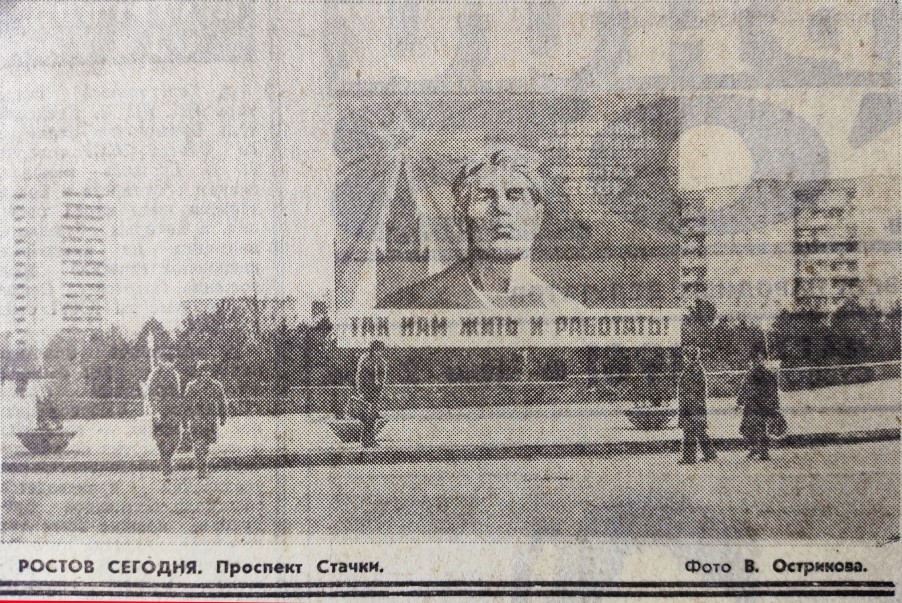 ТАК НАМ ЖИТЬ И РАБОТАТЬ!
РОСТОВ СЕГОДНЯ. Проспект Стачки.
Фото В. Острикова.